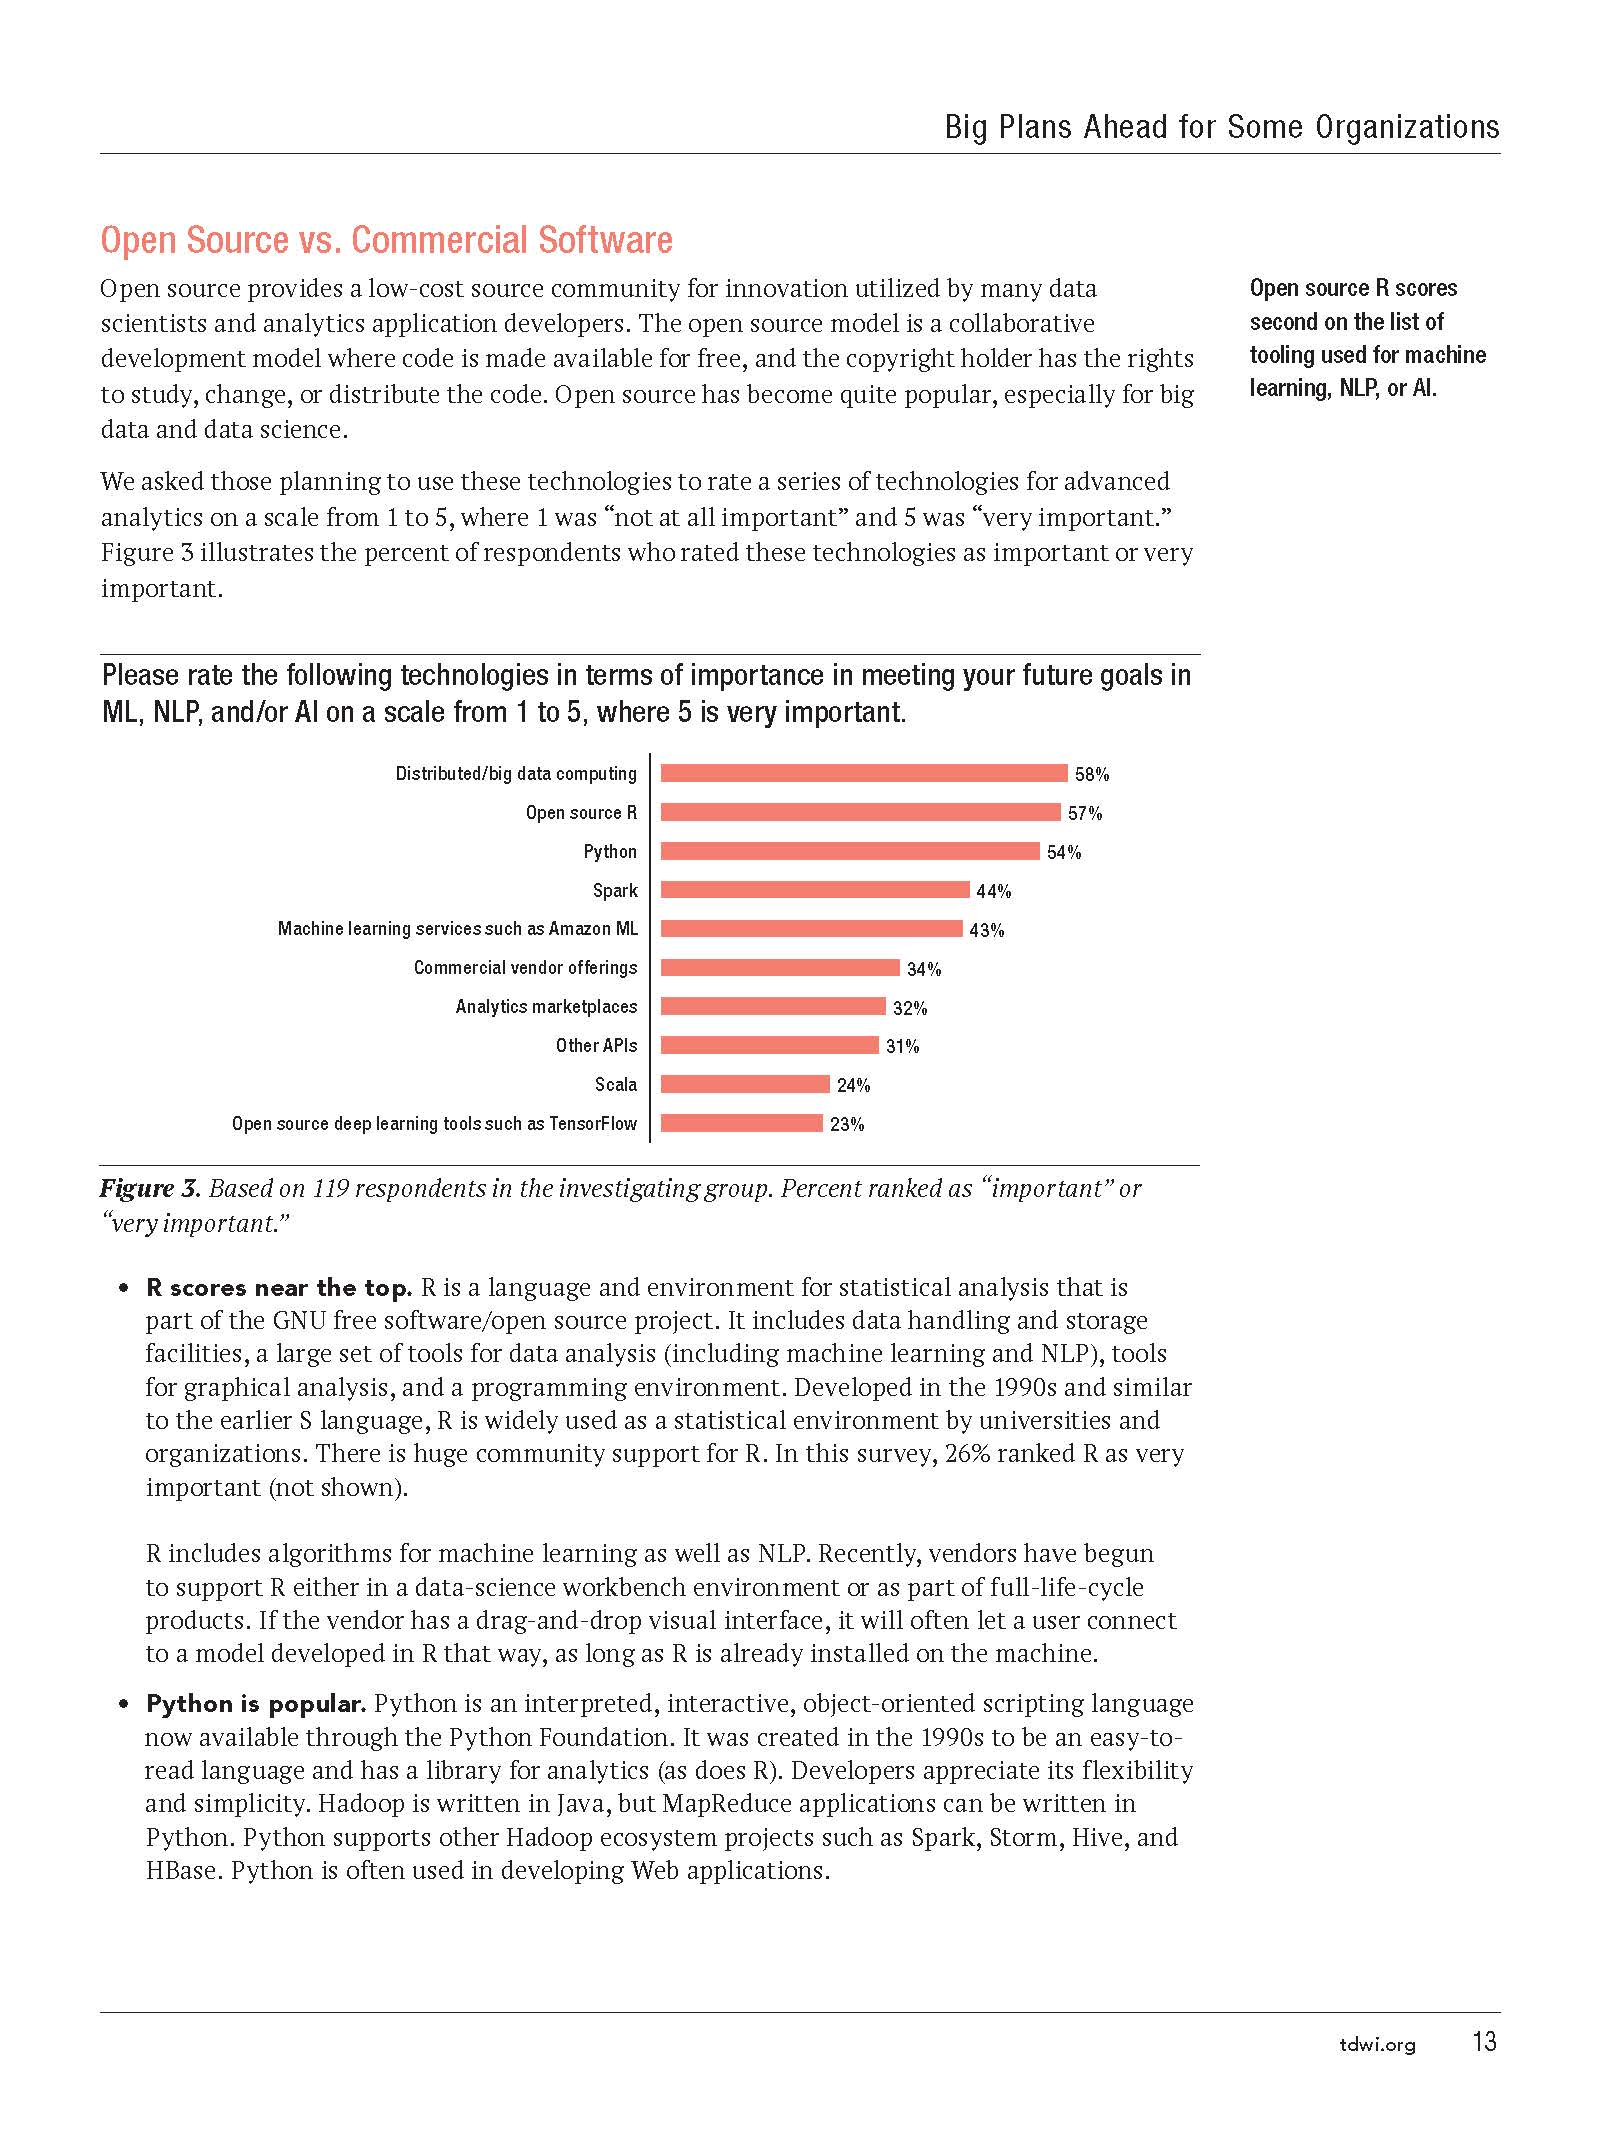 Big Plans Ahead for Some Organizations
Open Source vs. Commercial Software
Open source provides a low-cost source community for innovation utilized by many data
scientists and analytics application developers. The open source model is a collaborative
development model where code is made available for free, and the copyright holder has the rights
to study, change, or distribute the code. Open source has become quite popular, especially for big
data and data science.
Open source R scores
second on the list of
tooling used for machine
learning, NLP, or AI.
We asked those planning to use these technologies to rate a series of technologies for advanced
analytics on a scale from 1 to 5, where 1 was “not at all important” and 5 was “very important.”
Figure 3 illustrates the percent of respondents who rated these technologies as important or very
important.
Please rate the following technologies in terms of importance in meeting your future goals in
ML, NLP, and/or AI on a scale from 1 to 5, where 5 is very important.
Distributed/big data computing 58%
Open source R 57%
Python 54%
Spark 44%
Machine learning services such as Amazon ML 43%
Commercial vendor offerings 34%
Analytics marketplaces 32%
Other APIs 31%
Scala 24%
Open source deep learning tools such as TensorFlow 23%
Figure 3. Based on 119 respondents in the investigating group. Percent ranked as “important” or
“very important.”
• R scores near the top. R is a language and environment for statistical analysis that is
part of the GNU free software/open source project. It includes data handling and storage
facilities, a large set of tools for data analysis (including machine learning and NLP), tools
for graphical analysis, and a programming environment. Developed in the 1990s and similar
to the earlier S language, R is widely used as a statistical environment by universities and
organizations. There is huge community support for R. In this survey, 26% ranked R as very
important (not shown).
R includes algorithms for machine learning as well as NLP. Recently, vendors have begun
to support R either in a data-science workbench environment or as part of full-life-cycle
products. If the vendor has a drag-and-drop visual interface, it will often let a user connect
to a model developed in R that way, as long as R is already installed on the machine.
• Python is popular. Python is an interpreted, interactive, object-oriented scripting language
now available through the Python Foundation. It was created in the 1990s to be an easy-to-
read language and has a library for analytics (as does R). Developers appreciate its flexibility
and simplicity. Hadoop is written in Java, but MapReduce applications can be written in
Python. Python supports other Hadoop ecosystem projects such as Spark, Storm, Hive, and
HBase. Python is often used in developing Web applications.
tdwi.org 13